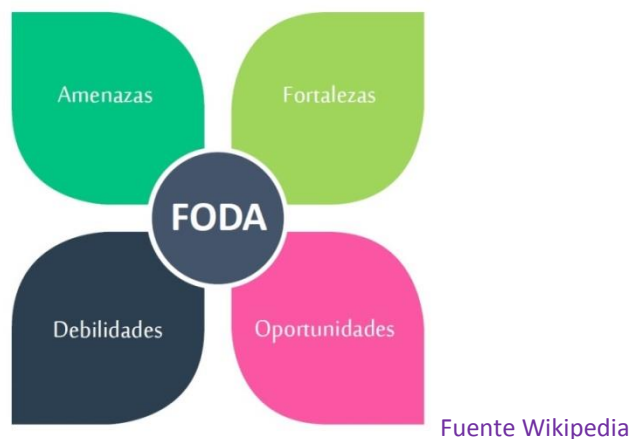 Amenazas
Fortalezas
FODA
Debilidades
Oportunidades
Fuente Wikipedia